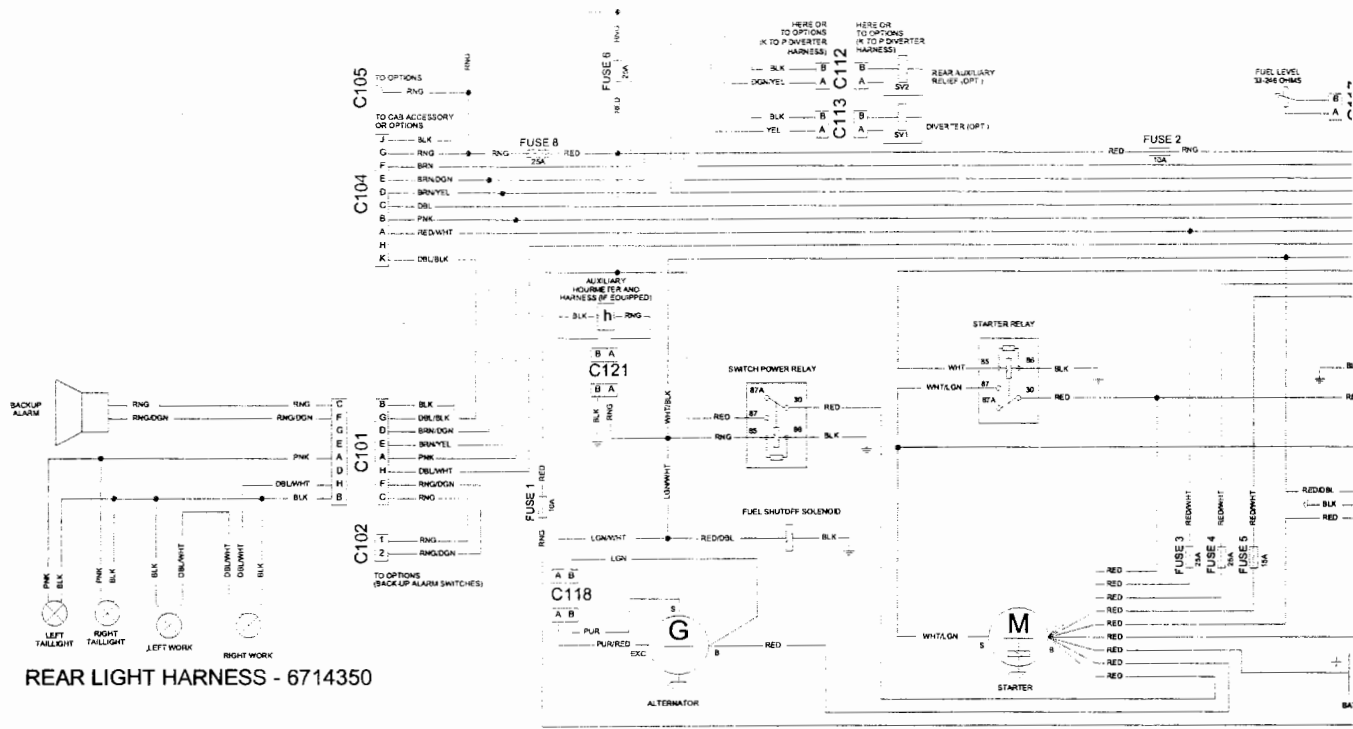 HERE OR
TO OPTIONS
(K TO P DIVERTER
HARNESS)
HERE OR
TO OPTIONS
(K TO P DIVERTER
HARNESS)
RNG
RNG
FUSE 6
25A
RED
BLK B
DGN/YEL A
C112
B
A
SV2
REAR AUXILIARY
RELIEF (OPT)
BLK B
YEL A
C113
B
A
SV1
DIVERTER (OPT)
FUEL LEVEL
33-246 OHMS
B
A
C105
TO OPTIONS
RNG
TO CAB ACCESSORY
OR OPTIONS
C104
J BLK
G RNG RNG FUSE 8 25A RED
F BRN
E BRN/DGN
D BRN/YEL
C DBL
B PNK
A RED/WHT
H
K DBL/BLK
RED FUSE 2 10A RNG
AUXILIARY
HOURMETER AND
HARNESS (IF EQUIPPED)
BLK h RNG
B A
C121
B A
BLK RNG
WHT/BLK
LGN/WHT
SWITCH POWER RELAY
87A 30 RED
RED 87
RNG 85 86 BLK
STARTER RELAY
WHT 85 86 BLK
WHT/LGN 87 30 RED
87A
BACKUP
ALARM
RNG RNG C
RNG/DGN RNG/DGN F
G
E
PNK A
D
DBL/WHT H
BLK B
C101
B BLK
G DBL/BLK
D BRN/DGN
E BRN/YEL
A PNK
H DBL/WHT
F RNG/DGN
C RNG
C102
1 RNG
2 RNG/DGN
TO OPTIONS
(BACK-UP ALARM SWITCHES)
RED
FUSE 1
10A
RNG
FUEL SHUTOFF SOLENOID
LGN/WHT RED/DBL BLK
LGN
A B
C118
A B
PUR
PUR/RED
S
G
EXC
B
RED
ALTERNATOR
WHT/LGN
S
M
B
STARTER
RED
RED
RED
RED
RED
RED
RED
RED
RED
RED/WHT
FUSE 3
25A
RED/WHT
FUSE 4
25A
RED/WHT
FUSE 5
15A
RED/DBL
BLK
RED
PNK
BLK
PNK
BLK
BLK
DBL/WHT
DBL/WHT
DBL/WHT
BLK
LEFT
TAILLIGHT
RIGHT
TAILLIGHT
LEFT WORK
RIGHT WORK
REAR LIGHT HARNESS - 6714350